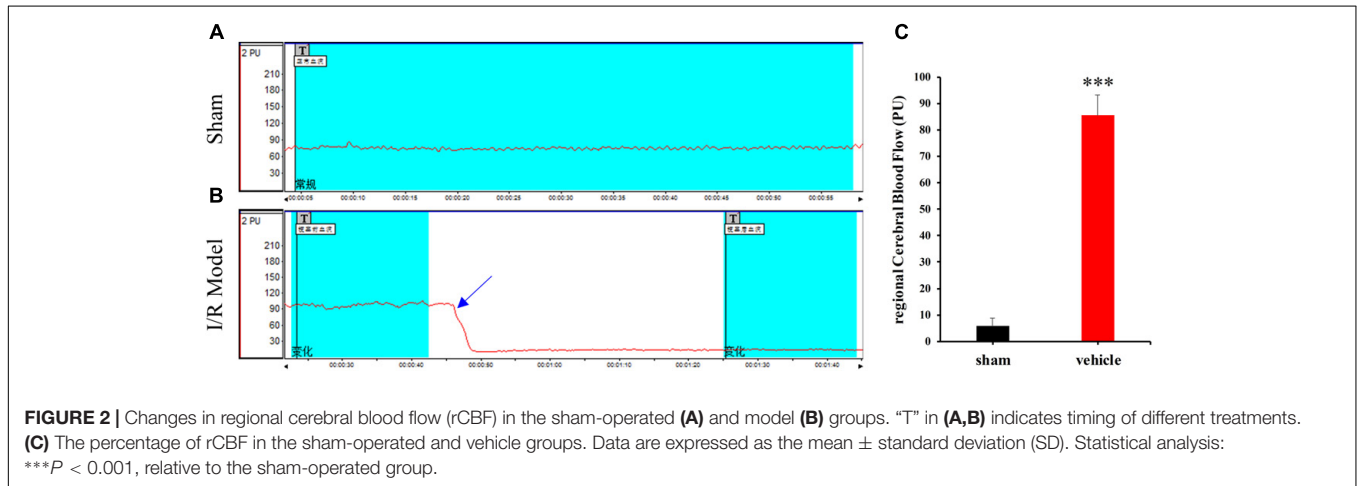 A
C
Sham
2 PU
210
180
150
120
90
60
30
T
常规
00:00:05
00:00:10
00:00:15
00:00:20
00:00:25
00:00:30
00:00:35
00:00:40
00:00:45
00:00:50
00:00:55
B
I/R Model
2 PU
210
180
150
120
90
60
30
T
T
变化
变化
00:00:30
00:00:40
00:00:50
00:01:00
00:01:10
00:01:20
00:01:30
00:01:40
regional Cerebral Blood Flow (PU)
100
90
80
70
60
50
40
30
20
10
0
***
sham
vehicle
FIGURE 2 | Changes in regional cerebral blood flow (rCBF) in the sham-operated (A) and model (B) groups. “T” in (A,B) indicates timing of different treatments.
(C) The percentage of rCBF in the sham-operated and vehicle groups. Data are expressed as the mean ± standard deviation (SD). Statistical analysis:
***P < 0.001, relative to the sham-operated group.